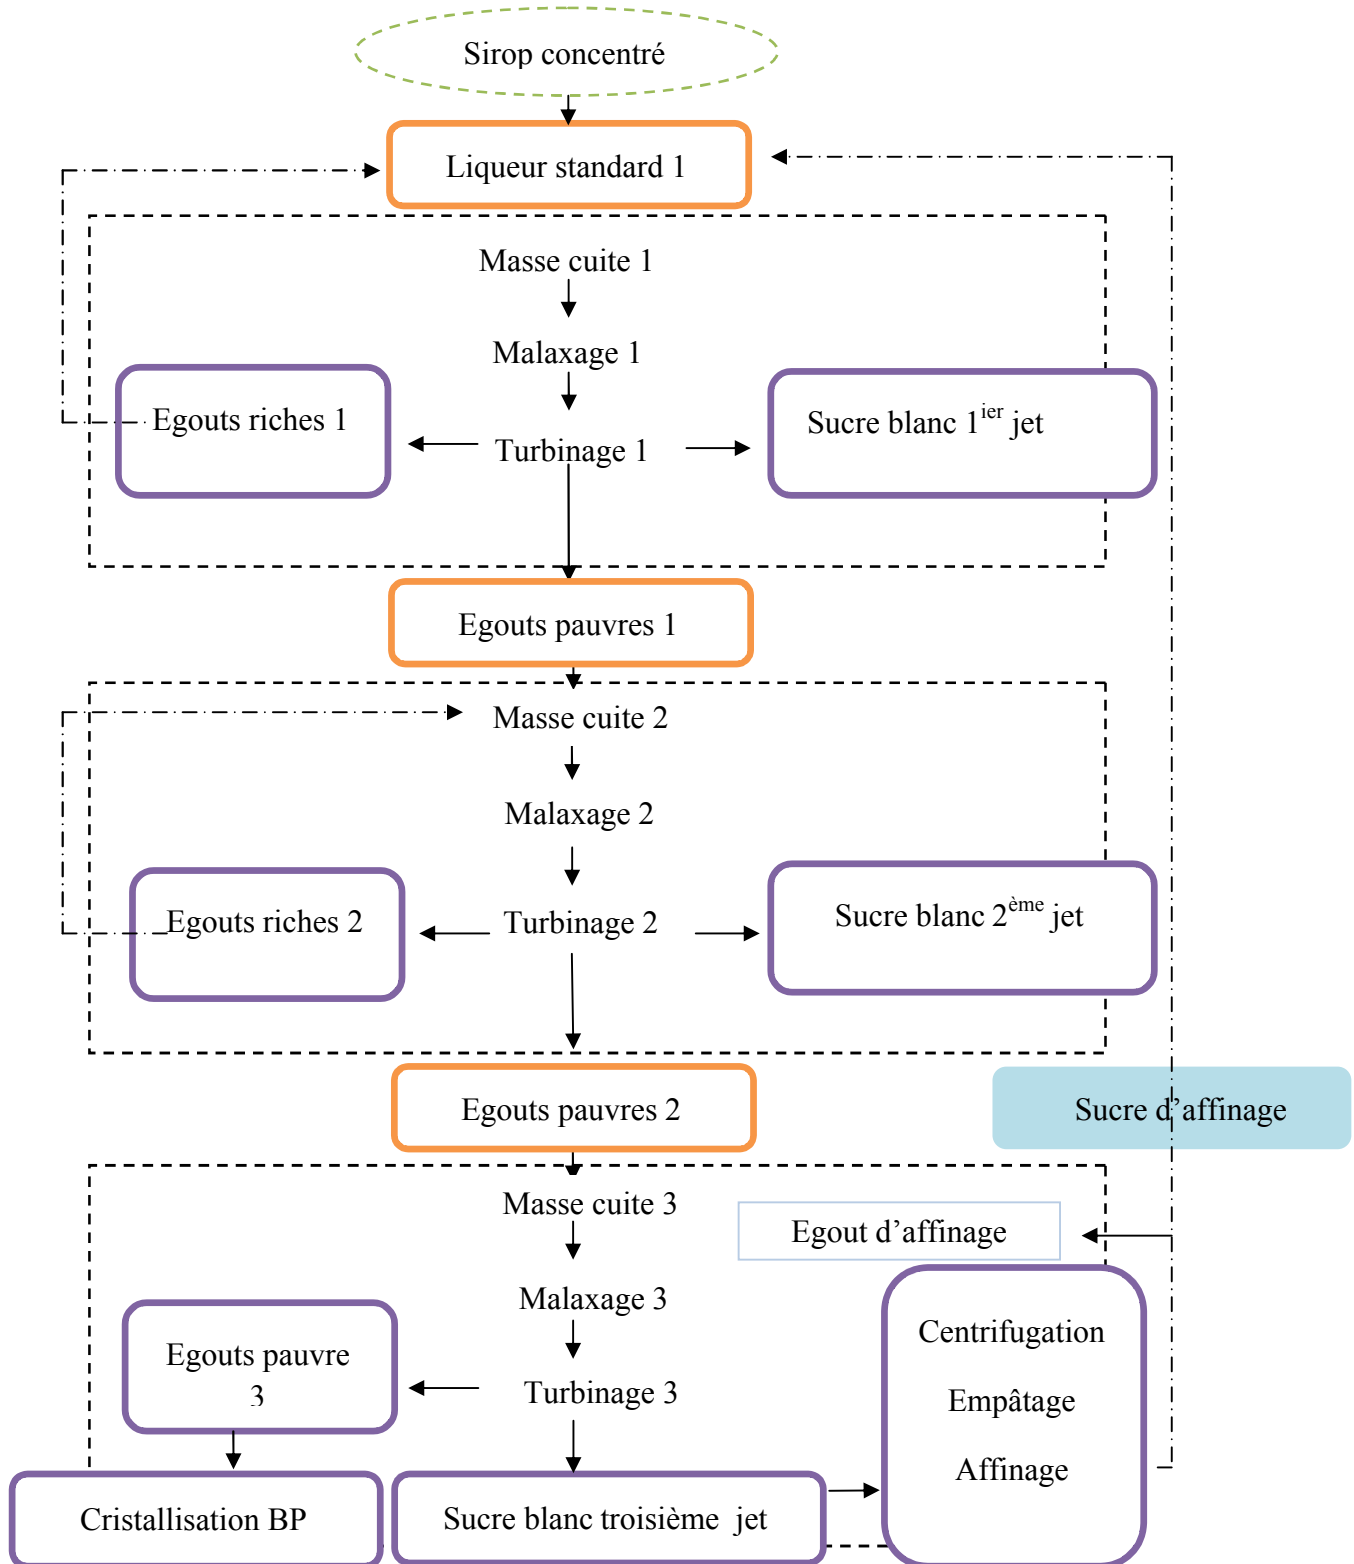 Sirop concentré
Liqueur standard 1
Masse cuite 1
Malaxage 1
Egouts riches 1
Turbinage 1
Sucre blanc 1ier jet
Egouts pauvres 1
Masse cuite 2
Malaxage 2
Egouts riches 2
Turbinage 2
Sucre blanc 2ème jet
Egouts pauvres 2
Sucre d'affinage
Masse cuite 3
Egout d'affinage
Malaxage 3
Egouts pauvre
3
Turbinage 3
Centrifugation
Empâtage
Affinage
Cristallisation BP
Sucre blanc troisième jet